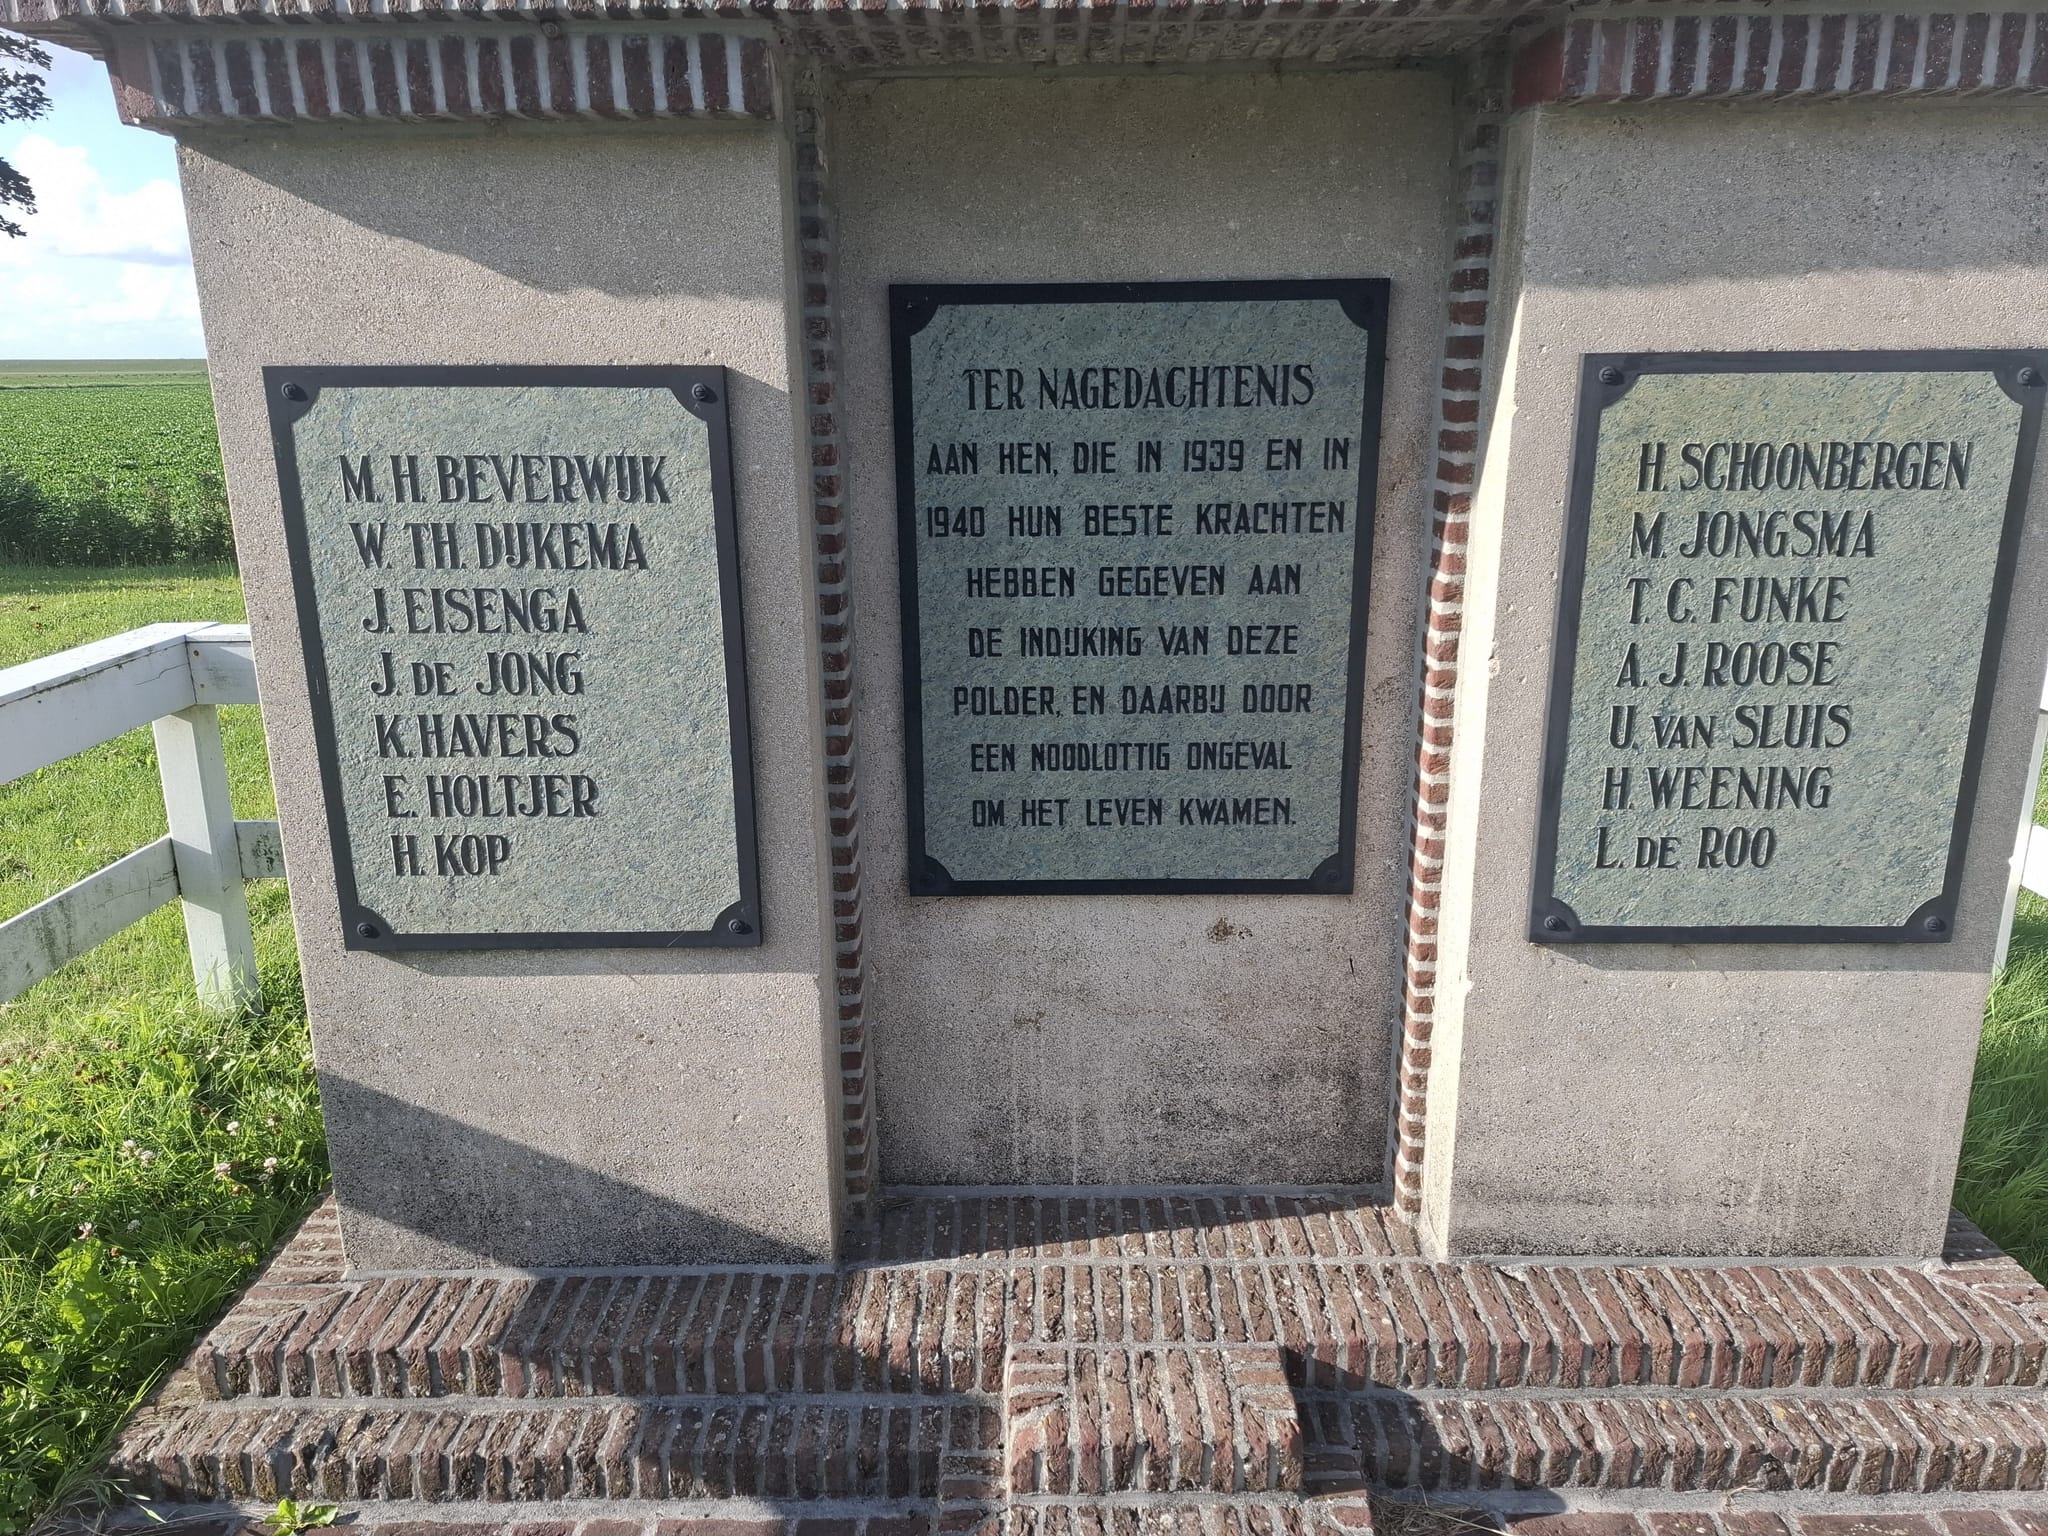 M. H. BEVERWIJK
W. TH. DIJKEMA
J. EISENGA
J. DE JONG
K. HAVERS
E. HOLTJER
H. KOP
TER NAGEDACHTENIS
AAN HEN, DIE IN 1939 EN IN
1940 HUN BESTE KRACHTEN
HEBBEN GEGEVEN AAN
DE INDIJKING VAN DEZE
POLDER, EN DAARBIJ DOOR
EEN NOODLOTTIG ONGEVAL
OM HET LEVEN KWAMEN.
H. SCHOONBERGEN
M. JONGSMA
T. C. FUNKE
A. J. ROOSE
U. VAN SLUIS
H. WEENING
L. DE ROO